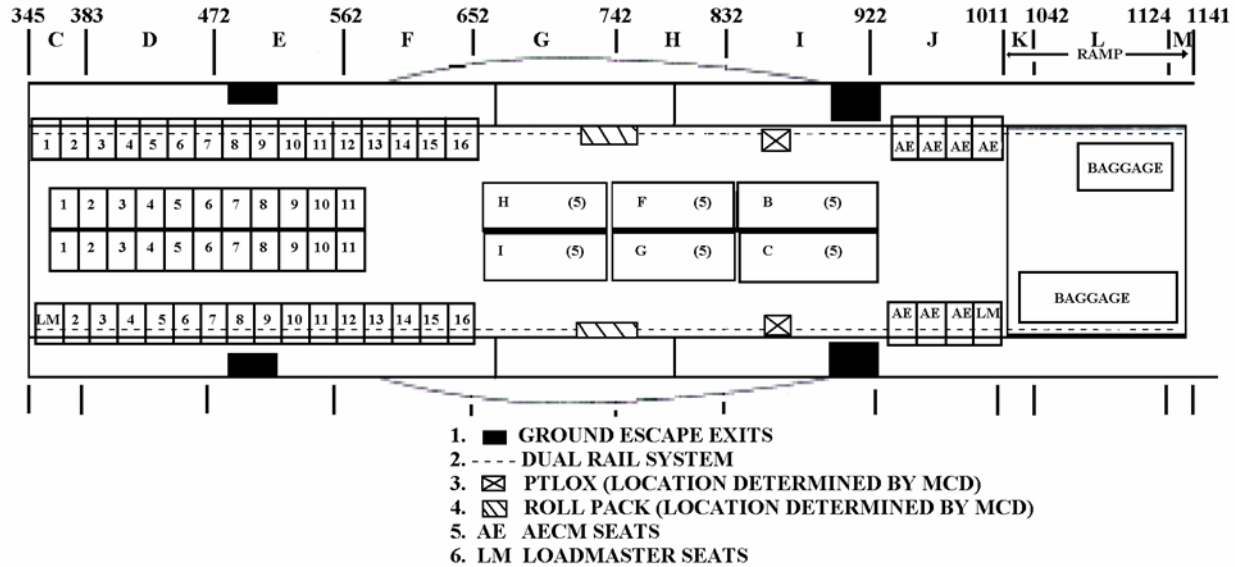 345 383 472 562 652 742 832 922 1011 1042 1124 1141
C D E F G H I J K L M
RAMP
1 2 3 4 5 6 7 8 9 10 11 12 13 14 15 16 AE AE AE AE
BAGGAGE
1 2 3 4 5 6 7 8 9 10 11 H (5) F (5) B (5)
1 2 3 4 5 6 7 8 9 10 11 I (5) G (5) C (5)
BAGGAGE
LM 2 3 4 5 6 7 8 9 10 11 12 13 14 15 16 AE AE AE LM
1. GROUND ESCAPE EXITS
2. ---- DUAL RAIL SYSTEM
3. PTLOX (LOCATION DETERMINED BY MCD)
4. ROLL PACK (LOCATION DETERMINED BY MCD)
5. AE AECM SEATS
6. LM LOADMASTER SEATS